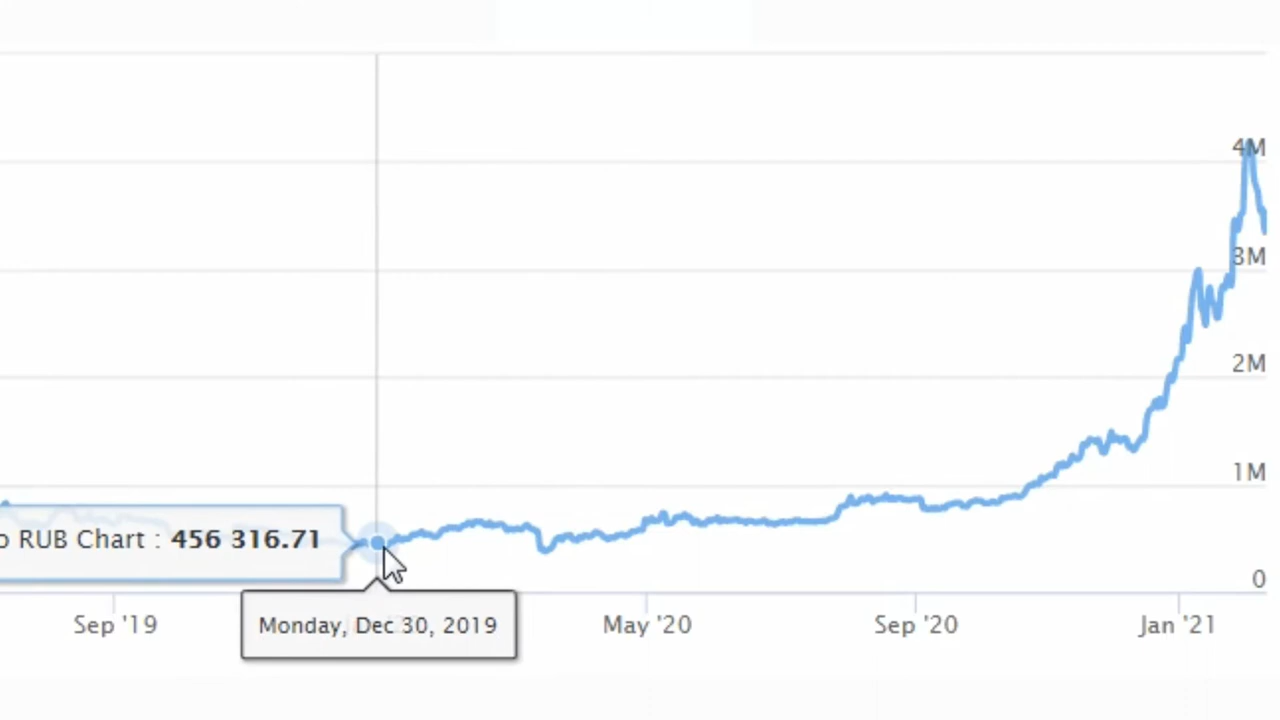 4M
3M
2M
1M
o RUB Chart : 456 316.71
0
Sep '19
Monday, Dec 30, 2019
May '20
Sep '20
Jan '21